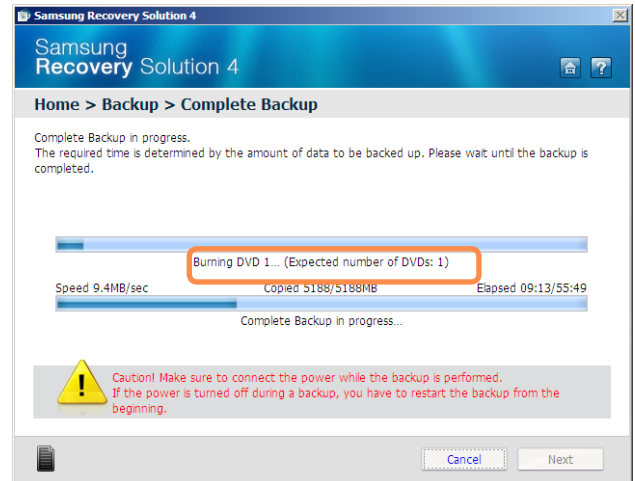 Samsung Recovery Solution 4
Samsung
Recovery Solution 4
?
Home > Backup > Complete Backup
Complete Backup in progress.
The required time is determined by the amount of data to be backed up. Please wait until the backup is
completed.
Burning DVD 1... (Expected number of DVDs: 1)
Speed 9.4MB/sec Copied 5188/5188MB Elapsed 09:13/55:49
Complete Backup in progress...
! Caution! Make sure to connect the power while the backup is performed.
If the power is turned off during a backup, you have to restart the backup from the
beginning.
Cancel Next